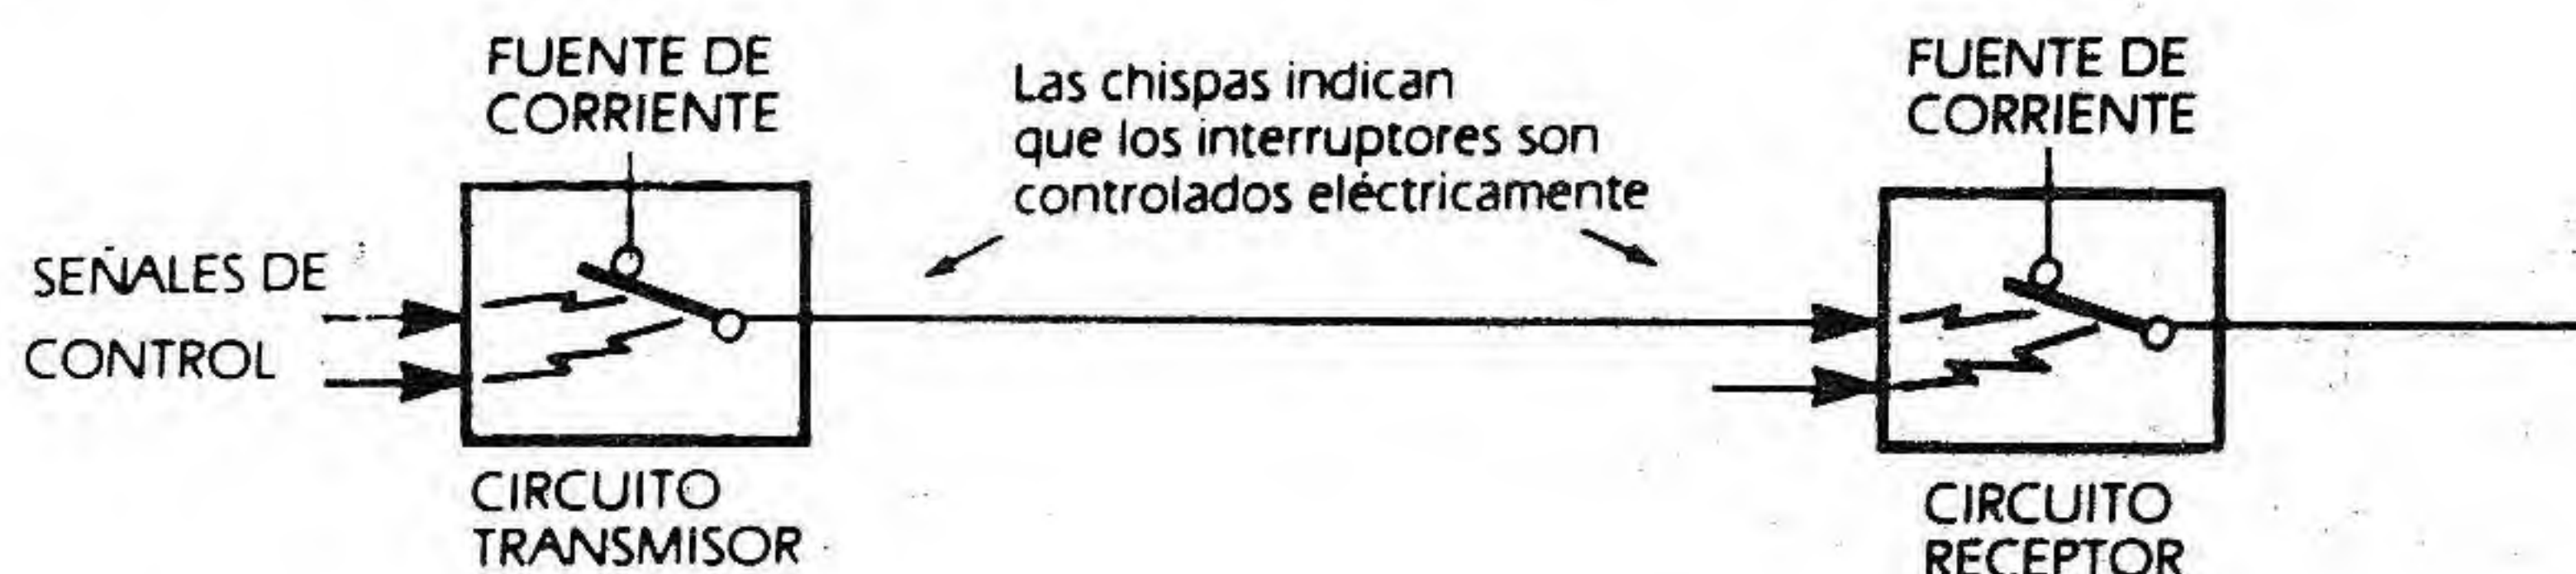 FUENTE DE
CORRIENTE
Las chispas indican
que los interruptores son
controlados eléctricamente
FUENTE DE
CORRIENTE
SEÑALES DE
CONTROL
CIRCUITO
TRANSMISOR
CIRCUITO
RECEPTOR